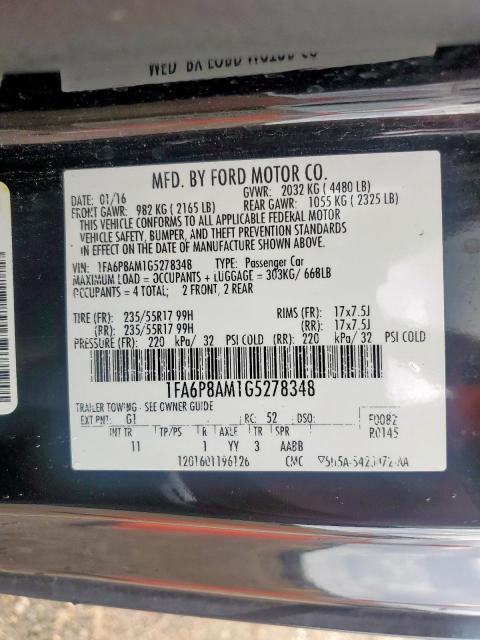 MFD. BY FORD MOTOR CO.
DATE: 01/16 GVWR: 2032 KG ( 4480 LB)
FRONT GAWR: 982 KG ( 2165 LB) REAR GAWR: 1055 KG ( 2325 LB)
THIS VEHICLE CONFORMS TO ALL APPLICABLE FEDERAL MOTOR
VEHICLE SAFETY, BUMPER, AND THEFT PREVENTION STANDARDS
IN EFFECT ON THE DATE OF MANUFACTURE SHOWN ABOVE.
VIN: 1FA6P8AM1G5278348 TYPE: Passenger Car
MAXIMUM LOAD = OCCUPANTS + LUGGAGE = 303KG/ 668LB
OCCUPANTS = 4 TOTAL; 2 FRONT, 2 REAR
TIRE (FR): 235/55R17 99H RIMS (FR): 17x7.5J
(RR): 235/55R17 99H (RR): 17x7.5J
PRESSURE (FR): 220 kPA/ 32 PSI COLD (RR): 220 kPA/ 32 PSI COLD
1FA6P8AM1G5278348
TRAILER TOWING - SEE OWNER GUIDE
EXT PNT: G1 RC: 52 DSO: F0082
INT TR TP/PS R AXLE TR SPR R0145
11 1 YY 3 AABB
1201601196126 CMC